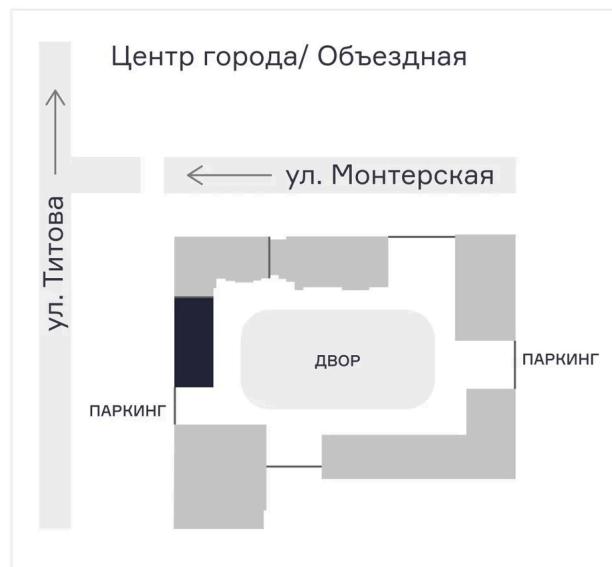 Центр города/ Объездная
ул. Монтерская
ул. Титова
ДВОР
ПАРКИНГ
ПАРКИНГ